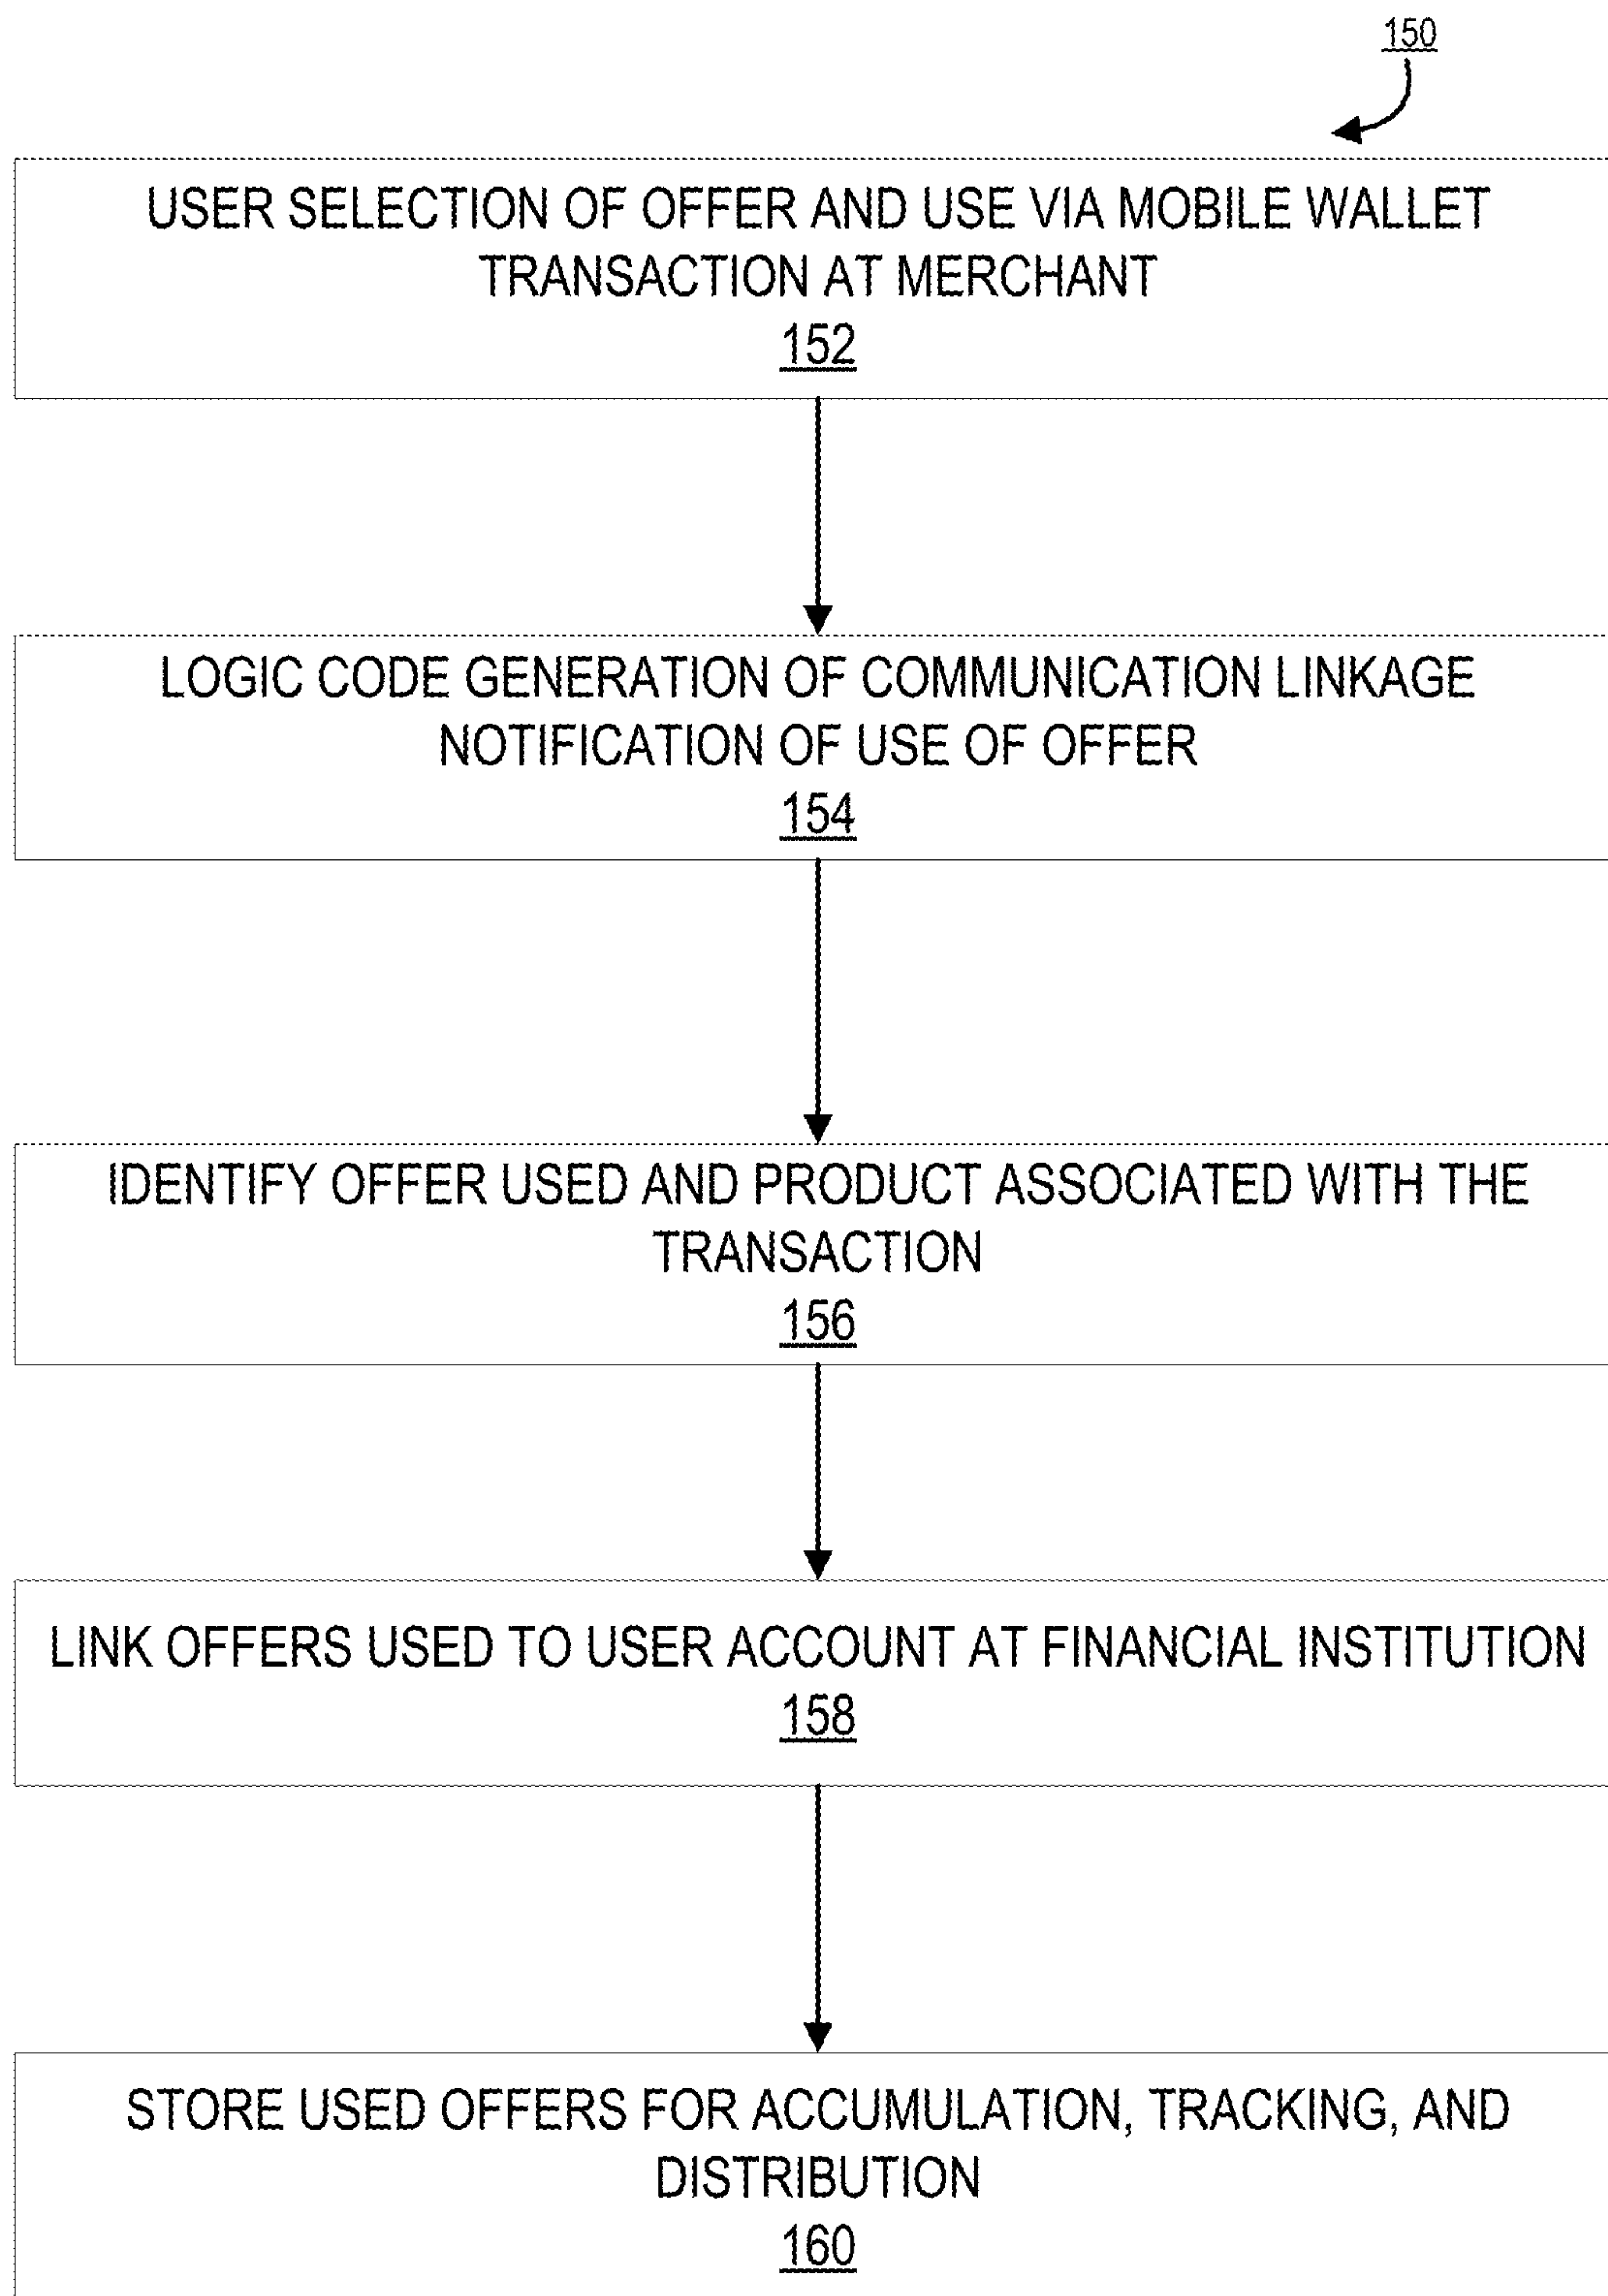 150
USER SELECTION OF OFFER AND USE VIA MOBILE WALLET
TRANSACTION AT MERCHANT
152
LOGIC CODE GENERATION OF COMMUNICATION LINKAGE
NOTIFICATION OF USE OF OFFER
154
IDENTIFY OFFER USED AND PRODUCT ASSOCIATED WITH THE
TRANSACTION
156
LINK OFFERS USED TO USER ACCOUNT AT FINANCIAL INSTITUTION
158
STORE USED OFFERS FOR ACCUMULATION, TRACKING, AND
DISTRIBUTION
160